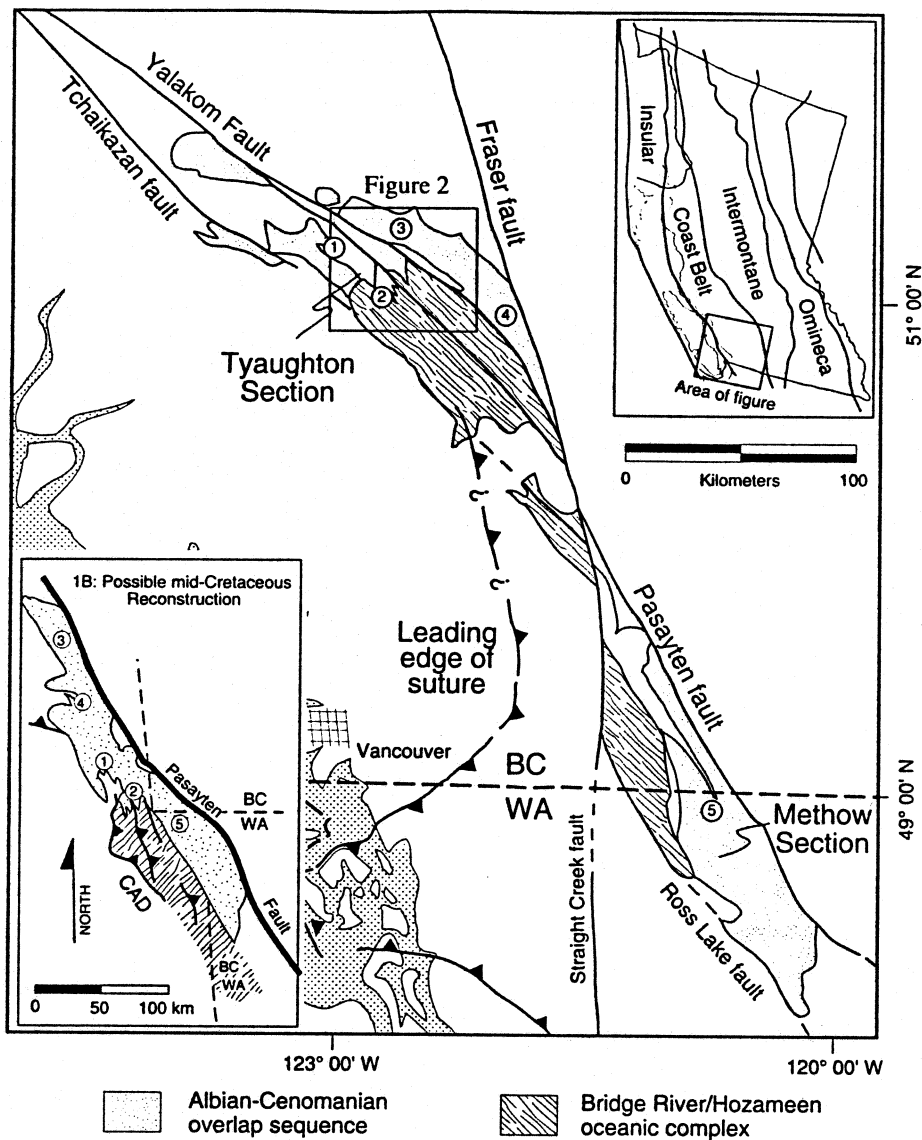 Yalakom Fault
Tchaikazan fault
Fraser fault
Figure 2
1
3
2
4
Tyaughton
Section
Insular
Coast Belt
Intermontane
Omineca
Area of figure
51° 00' N
0
100
Kilometers
?
?
Leading
edge of
suture
Pasayten fault
Vancouver
BC
WA
5
Methow
Section
49° 00' N
Straight Creek fault
Ross Lake fault
1B: Possible mid-Cretaceous
Reconstruction
3
4
1
2
5
Pasayten
Fault
BC
WA
CAD
NORTH
BC
WA
0
50
100 km
123° 00' W
120° 00' W
Albian-Cenomanian
overlap sequence
Bridge River/Hozameen
oceanic complex